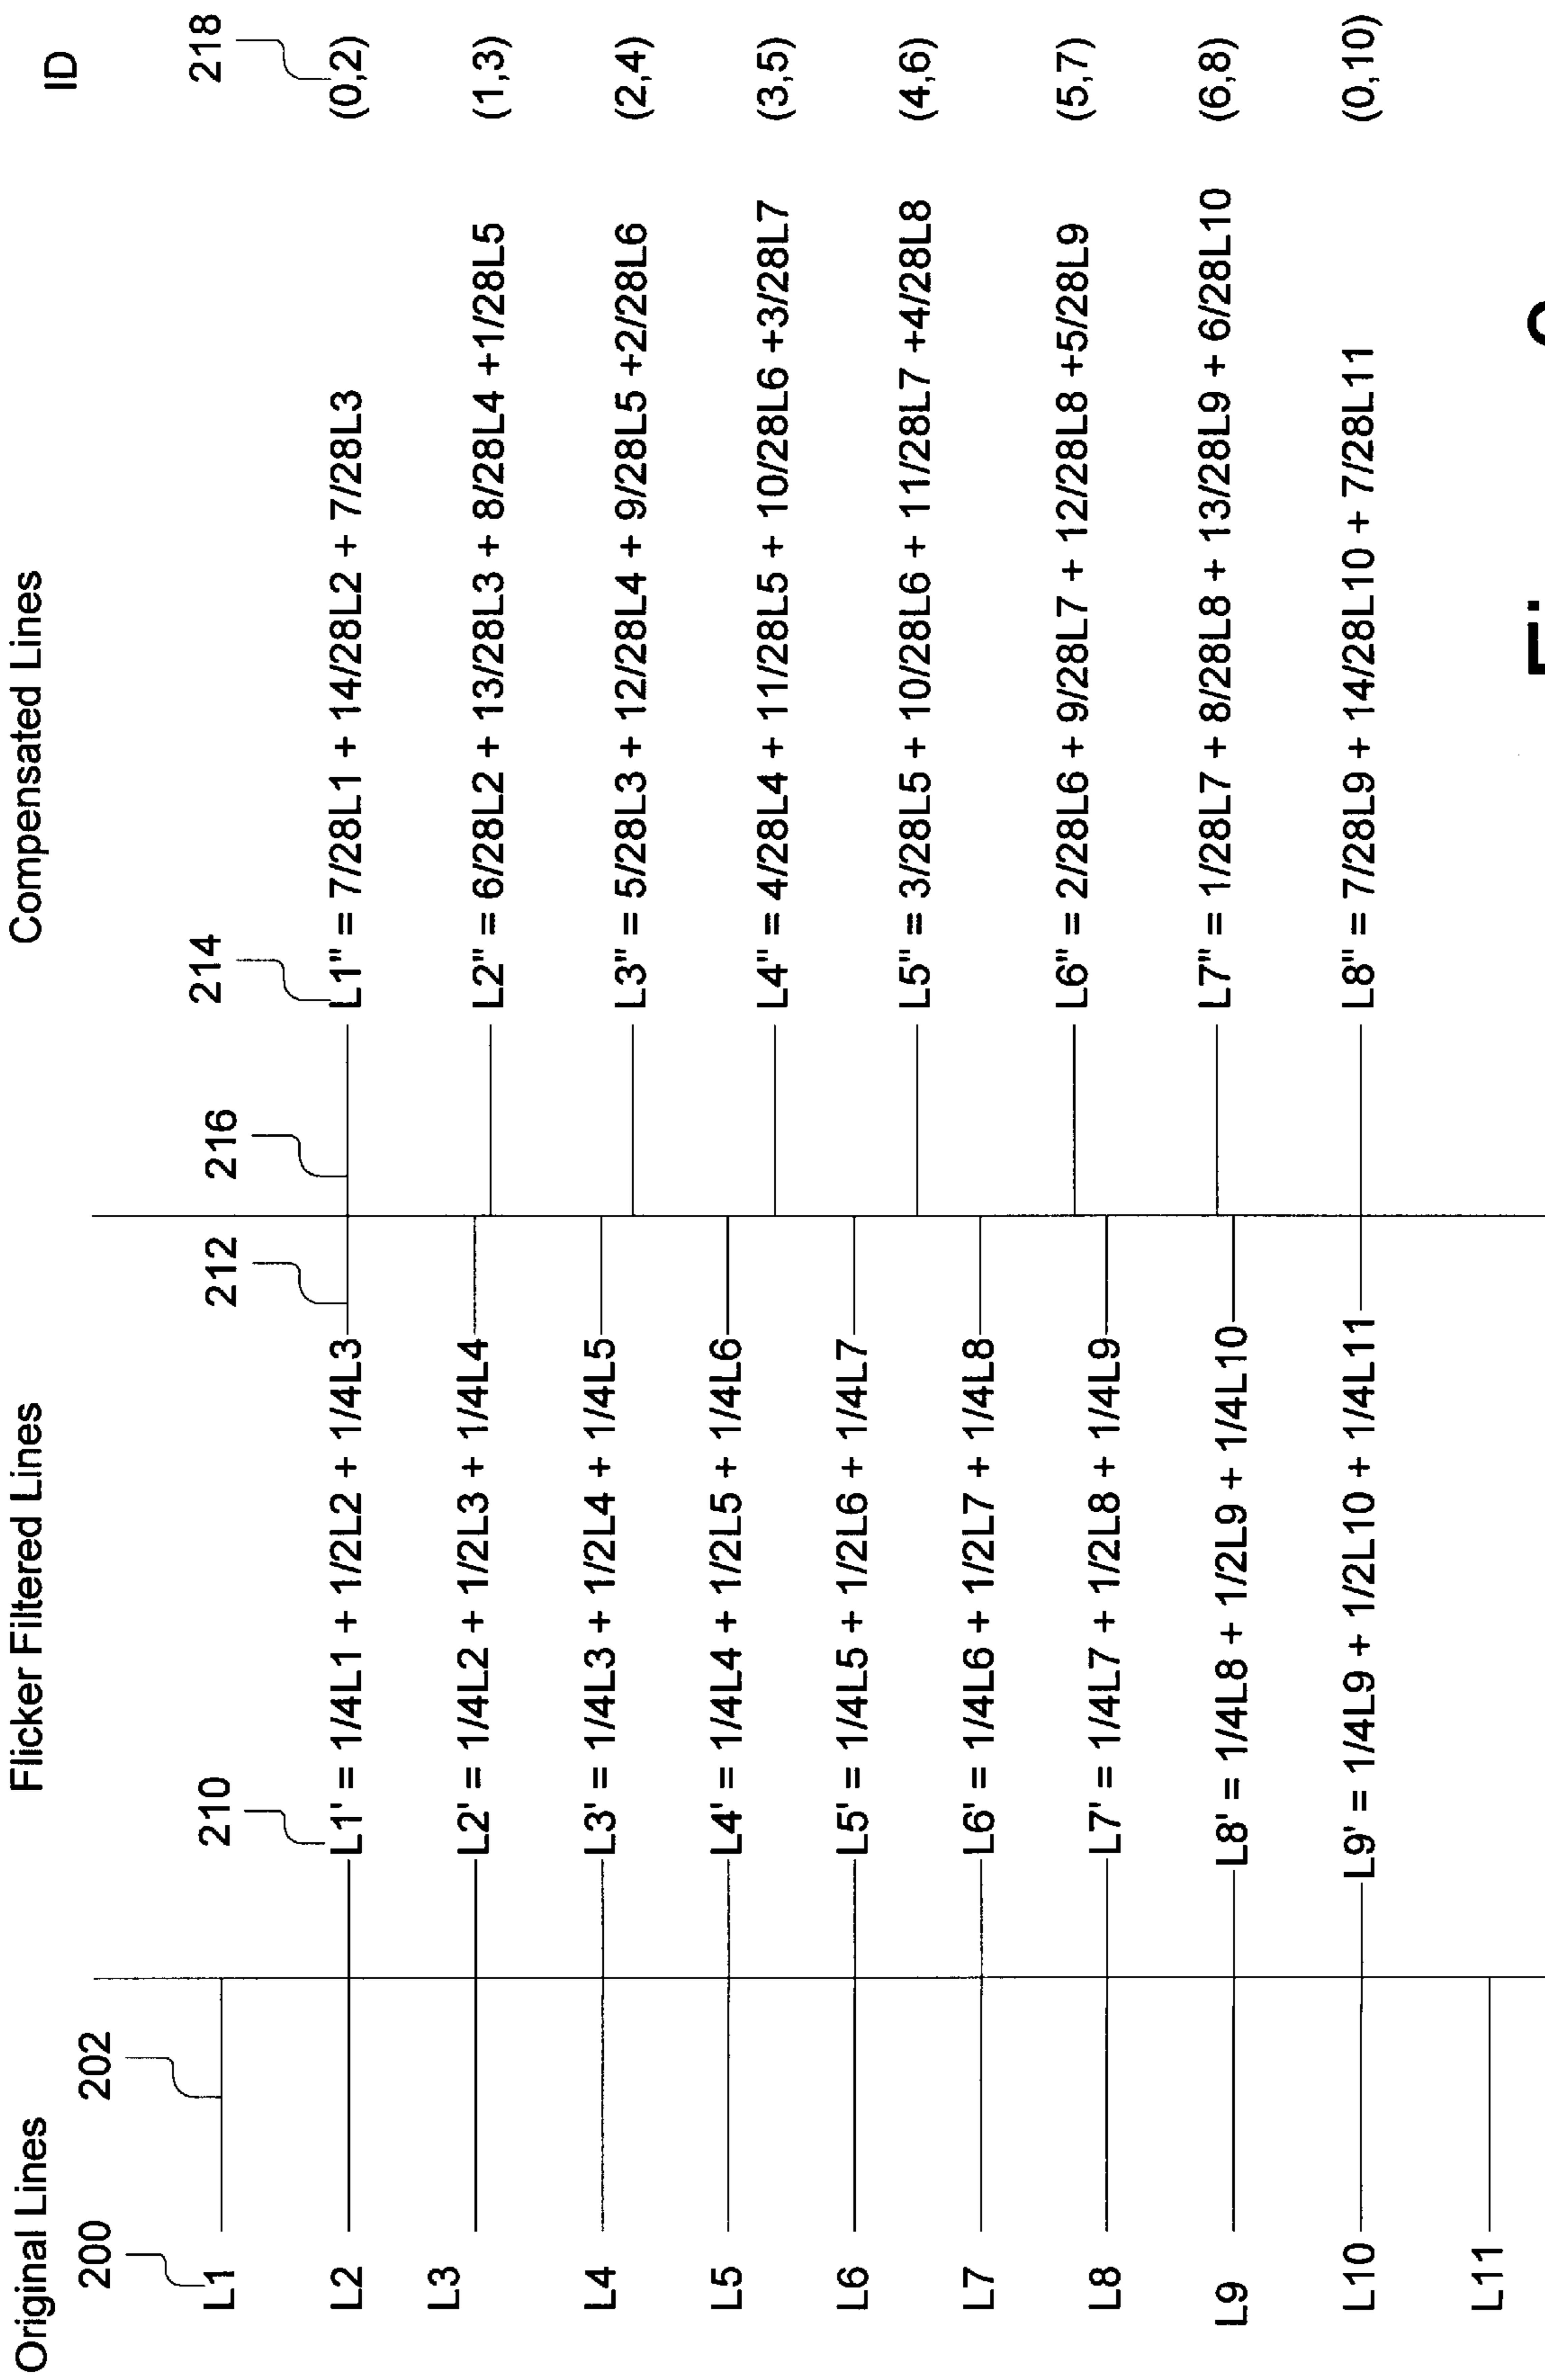 Original Lines Flicker Filtered Lines Compensated Lines ID
200 202 210 212 216 214 218
L1
L2 L1' = 1/4L1 + 1/2L2 + 1/4L3 L1" = 7/28L1 + 14/28L2 + 7/28L3 (0,2)
L3 L2' = 1/4L2 + 1/2L3 + 1/4L4 L2" = 6/28L2 + 13/28L3 + 8/28L4 +1/28L5 (1,3)
L4 L3' = 1/4L3 + 1/2L4 + 1/4L5 L3" = 5/28L3 + 12/28L4 + 9/28L5 +2/28L6 (2,4)
L5 L4' = 1/4L4 + 1/2L5 + 1/4L6 L4" = 4/28L4 + 11/28L5 + 10/28L6 +3/28L7 (3,5)
L6 L5' = 1/4L5 + 1/2L6 + 1/4L7 L5" = 3/28L5 + 10/28L6 + 11/28L7 +4/28L8 (4,6)
L7 L6' = 1/4L6 + 1/2L7 + 1/4L8 L6" = 2/28L6 + 9/28L7 + 12/28L8 +5/28L9 (5,7)
L8 L7' = 1/4L7 + 1/2L8 + 1/4L9 L7" = 1/28L7 + 8/28L8 + 13/28L9 + 6/28L10 (6,8)
L9 L8' = 1/4L8 + 1/2L9 + 1/4L10
L10 L9' = 1/4L9 + 1/2L10 + 1/4L11 L8" = 7/28L9 + 14/28L10 + 7/28L11 (0,10)
L11